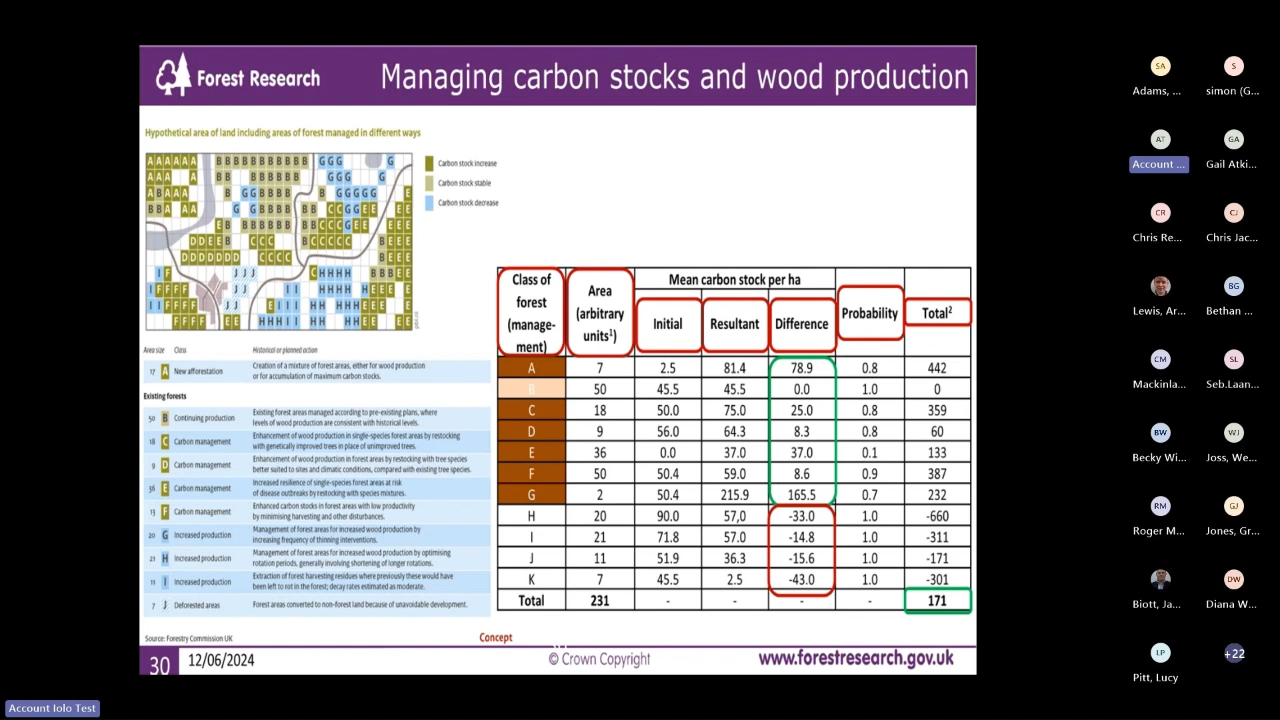 Forest Research
Managing carbon stocks and wood production
Hypothetical area of land including areas of forest managed in different ways
Carbon stock increase
Carbon stock stable
Carbon stock decrease
Area size Class Historical or planned action
17 A New afforestation Creation of a mixture of forest areas, either for wood production
or for accumulation of maximum carbon stocks.
Existing forests
50 B Continuing production Existing forest areas managed according to pre-existing plans, where
levels of wood production are consistent with historical levels.
18 C Carbon management Enhancement of wood production in single-species forest areas by restocking
with genetically improved trees in place of unimproved trees.
9 D Carbon management Enhancement of wood production in forest areas by restocking with tree species
better suited to sites and climatic conditions, compared with existing tree species.
36 E Carbon management Increased resilience of single-species forest areas at risk
of disease outbreaks by restocking with species mixtures.
13 F Carbon management Enhanced carbon stocks in forest areas with low productivity
by minimising harvesting and other disturbances.
20 G Increased production Management of forest areas for increased wood production by
increasing frequency of thinning interventions.
21 H Increased production Management of forest areas for increased wood production by optimising
rotation periods, generally involving shortening of longer rotations.
11 I Increased production Extraction of forest harvesting residues where previously these would have
been left to rot in the forest; decay rates estimated as moderate.
7 J Deforested areas Forest areas converted to non-forest land because of unavoidable development.
Source: Forestry Commission UK
Class of
forest
(manage-
ment)
Area
(arbitrary
units¹)
Mean carbon stock per ha
Initial Resultant Difference Probability Total²
A 7 2.5 81.4 78.9 0.8 442
B 50 45.5 45.5 0.0 1.0 0
C 18 50.0 75.0 25.0 0.8 359
D 9 56.0 64.3 8.3 0.8 60
E 36 0.0 37.0 37.0 0.1 133
F 50 50.4 59.0 8.6 0.9 387
G 2 50.4 215.9 165.5 0.7 232
H 20 90.0 57,0 -33.0 1.0 -660
I 21 71.8 57.0 -14.8 1.0 -311
J 11 51.9 36.3 -15.6 1.0 -171
K 7 45.5 2.5 -43.0 1.0 -301
Total 231 - - - - 171
Concept
30 12/06/2024 © Crown Copyright www.forestresearch.gov.uk
SA S
Adams, ... simon (G...
AT GA
Account ... Gail Atki...
CR CJ
Chris Re... Chris Jac...
BG
Lewis, Ar... Bethan ...
CM SL
Mackinla... Seb.Laan...
BW WJ
Becky Wi... Joss, We...
RM GJ
Roger M... Jones, Gr...
DW
Biott, Ja... Diana W...
LP +22
Pitt, Lucy
Account Iolo Test